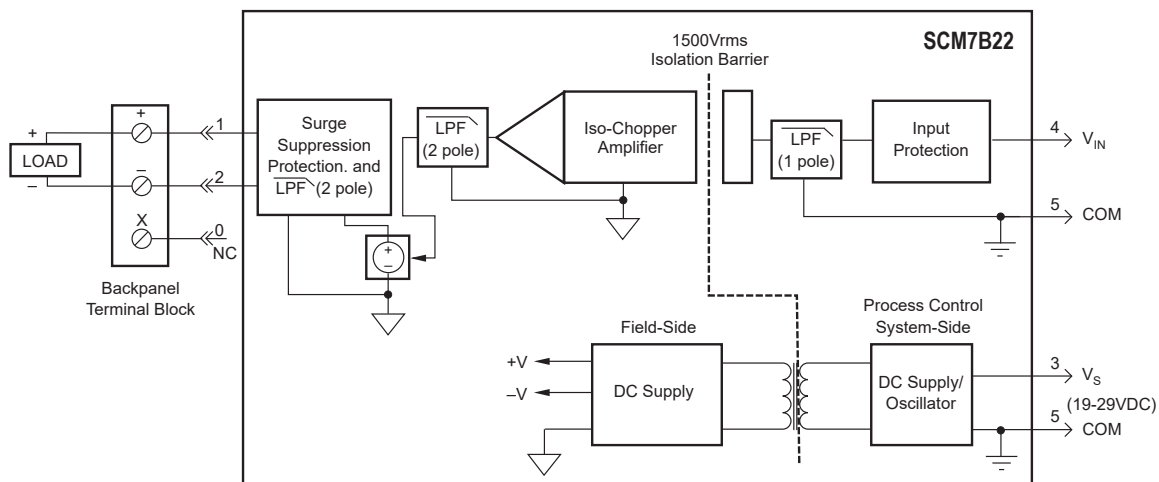 SCM7B22
1500Vrms
Isolation Barrier
+
–
X
+
LOAD
–
1
2
0
NC
Backpanel
Terminal Block
Surge
Suppression
Protection. and
LPF (2 pole)
+
–
LPF
(2 pole)
Iso-Chopper
Amplifier
LPF
(1 pole)
Input
Protection
4
VIN
5
COM
Field-Side
+V
–V
DC Supply
Process Control
System-Side
DC Supply/
Oscillator
3
VS
(19-29VDC)
5
COM